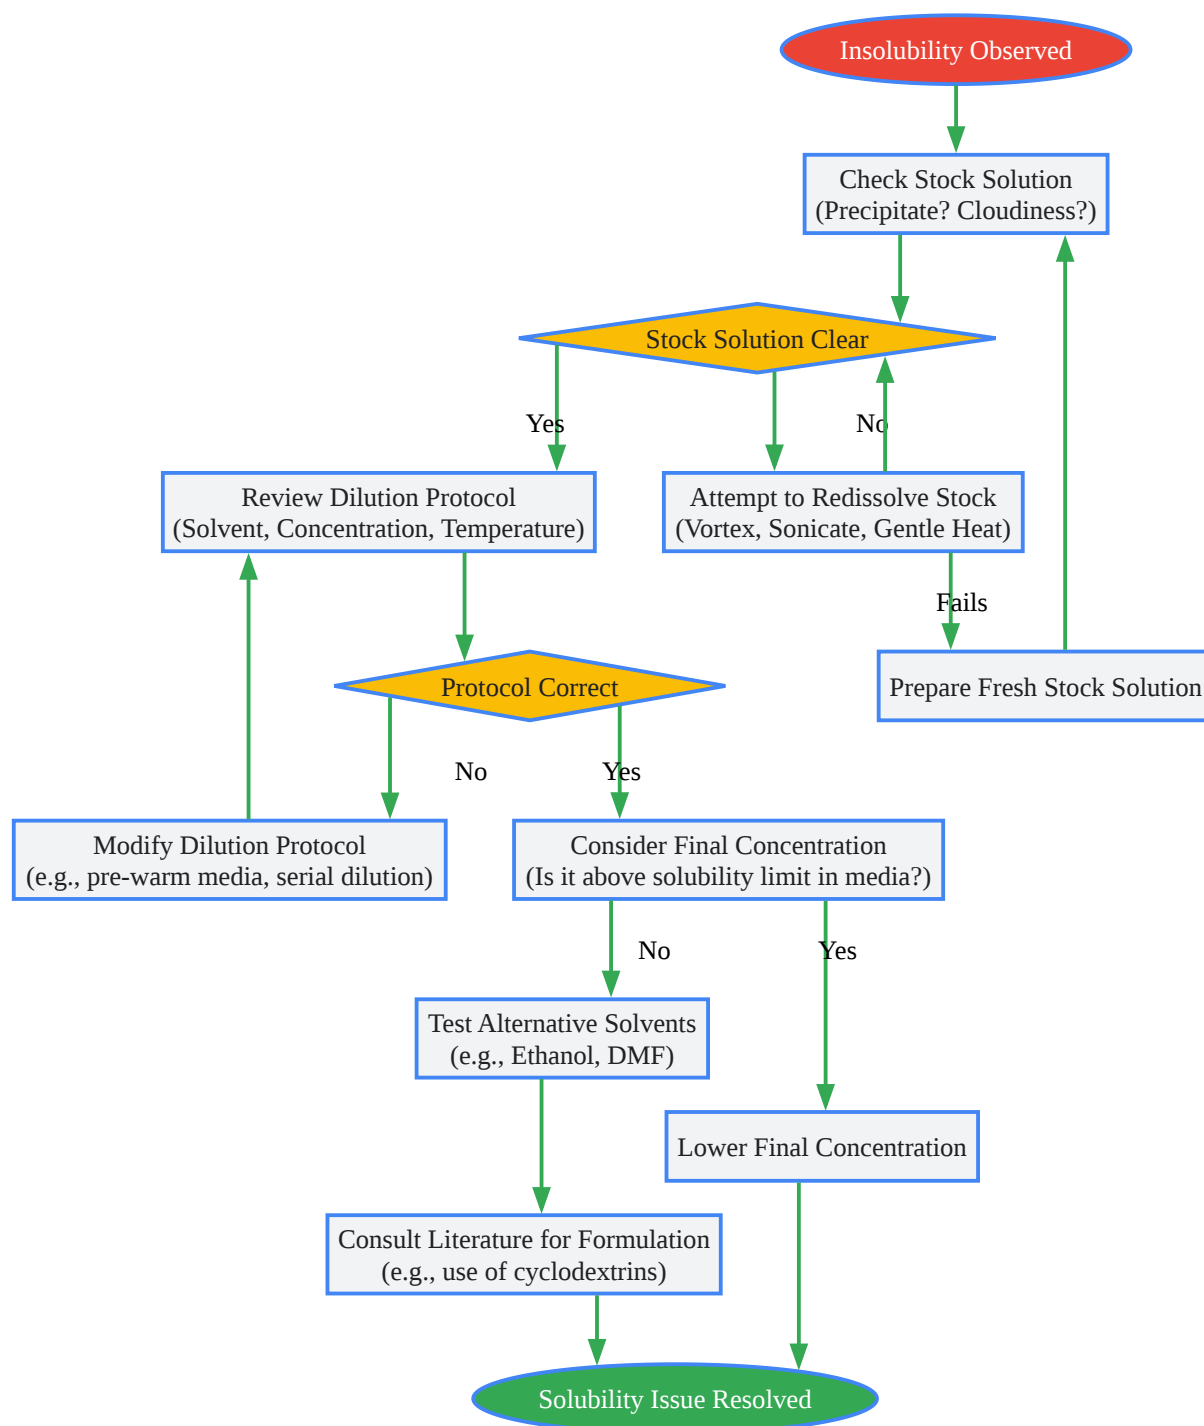 Insolubility Observed
Check Stock Solution
(Precipitate? Cloudiness?)
Stock Solution Clear
Yes
No
Review Dilution Protocol
(Solvent, Concentration, Temperature)
Attempt to Redissolve Stock
(Vortex, Sonicate, Gentle Heat)
Fails
Protocol Correct
Prepare Fresh Stock Solution
No
Yes
Modify Dilution Protocol
(e.g., pre-warm media, serial dilution)
Consider Final Concentration
(Is it above solubility limit in media?)
No
Yes
Test Alternative Solvents
(e.g., Ethanol, DMF)
Lower Final Concentration
Consult Literature for Formulation
(e.g., use of cyclodextrins)
Solubility Issue Resolved